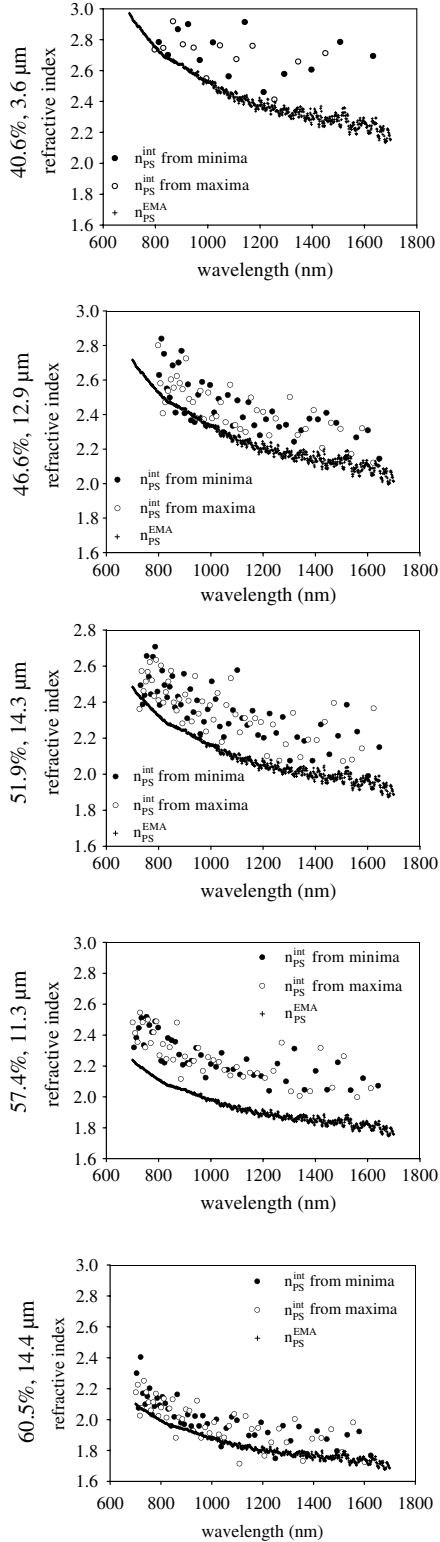 40.6%, 3.6 µm
refractive index
2.8
2.6
2.4
2.2
2.0
1.8
1.6
n_PS^int from minima
n_PS^int from maxima
n_PS^EMA
600 800 1000 1200 1400 1600 1800
wavelength (nm)
46.6%, 12.9 µm
refractive index
3.0
2.8
2.6
2.4
2.2
2.0
1.8
1.6
n_PS^int from minima
n_PS^int from maxima
n_PS^EMA
600 800 1000 1200 1400 1600 1800
wavelength (nm)
51.9%, 14.3 µm
refractive index
2.8
2.6
2.4
2.2
2.0
1.8
1.6
n_PS^int from minima
n_PS^int from maxima
n_PS^EMA
600 800 1000 1200 1400 1600 1800
wavelength (nm)
57.4%, 11.3 µm
refractive index
3.0
2.8
2.6
2.4
2.2
2.0
1.8
1.6
n_PS^int from minima
n_PS^int from maxima
n_PS^EMA
600 800 1000 1200 1400 1600 1800
wavelength (nm)
60.5%, 14.4 µm
refractive index
3.0
2.8
2.6
2.4
2.2
2.0
1.8
1.6
n_PS^int from minima
n_PS^int from maxima
n_PS^EMA
600 800 1000 1200 1400 1600 1800
wavelength (nm)